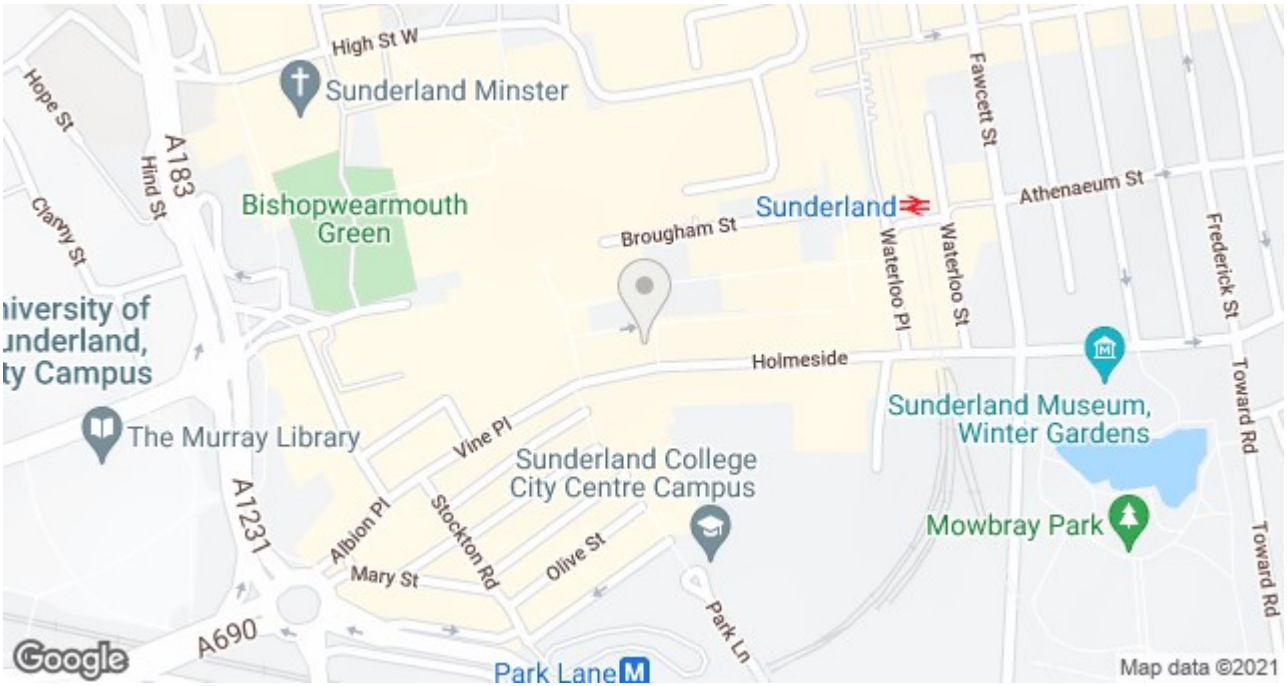 High St W
Sunderland Minster
Hope St
A183
Hind St
Clanny St
Bishopwearmouth
Green
Fawcett St
Athenaeum St
Sunderland
Brougham St
Waterloo Pl
Waterloo St
Frederick St
niversity of
underland,
ty Campus
Holmeside
M
Sunderland Museum,
Winter Gardens
Toward Rd
The Murray Library
Vine Pl
Sunderland College
City Centre Campus
A1231
Albion Pl
Stockton Rd
Olive St
Mary St
Mowbray Park
Toward Rd
A690
Park Ln
Google
Park Lane M
Map data ©2021